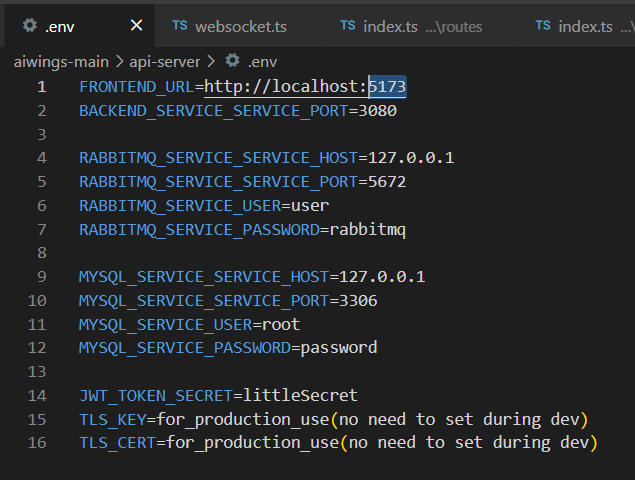 .env
TS websocket.ts
TS index.ts ...\routes
TS index.ts ...\
aiwings-main > api-server > .env
1 FRONTEND_URL=http://localhost:5173
2 BACKEND_SERVICE_SERVICE_PORT=3080
3
4 RABBITMQ_SERVICE_SERVICE_HOST=127.0.0.1
5 RABBITMQ_SERVICE_SERVICE_PORT=5672
6 RABBITMQ_SERVICE_USER=user
7 RABBITMQ_SERVICE_PASSWORD=rabbitmq
8
9 MYSQL_SERVICE_SERVICE_HOST=127.0.0.1
10 MYSQL_SERVICE_SERVICE_PORT=3306
11 MYSQL_SERVICE_USER=root
12 MYSQL_SERVICE_PASSWORD=password
13
14 JWT_TOKEN_SECRET=littleSecret
15 TLS_KEY=for_production_use(no need to set during dev)
16 TLS_CERT=for_production_use(no need to set during dev)